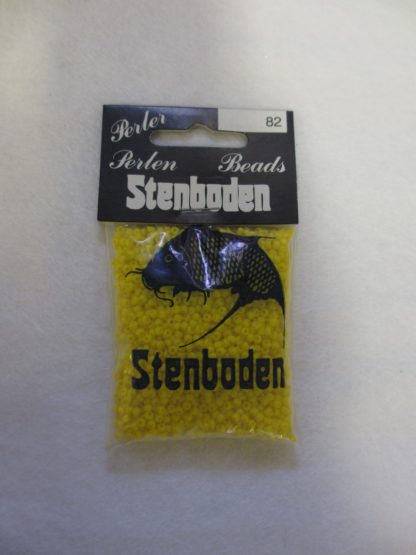 Perler 82
Perlen Beads
Stenboden
Stenboden